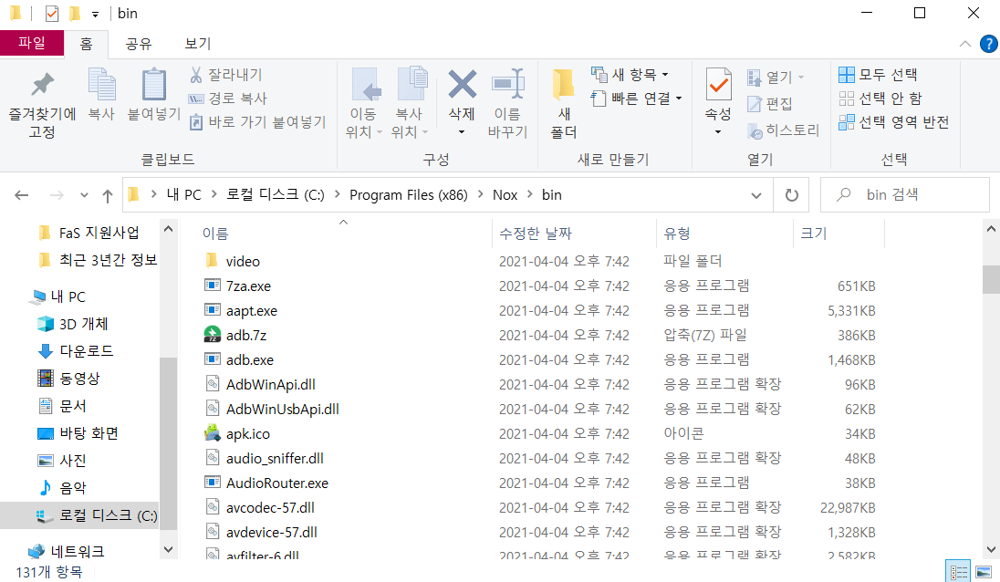 bin
파일 홈 공유 보기
즐겨찾기에 고정
복사
붙여넣기
잘라내기
경로 복사
바로 가기 붙여넣기
클립보드
이동 위치
복사 위치
삭제
이름 바꾸기
구성
새 폴더
새 항목
빠른 연결
새로 만들기
속성
열기
편집
히스토리
열기
모두 선택
선택 안 함
선택 영역 반전
선택
내 PC > 로컬 디스크 (C:) > Program Files (x86) > Nox > bin
bin 검색
FaS 지원사업
최근 3년간 정보
내 PC
3D 개체
다운로드
동영상
문서
바탕 화면
사진
음악
로컬 디스크 (C:)
네트워크
이름 수정한 날짜 유형 크기
video 2021-04-04 오후 7:42 파일 폴더
7za.exe 2021-04-04 오후 7:42 응용 프로그램 651KB
aapt.exe 2021-04-04 오후 7:42 응용 프로그램 5,331KB
adb.7z 2021-04-04 오후 7:42 압축(7Z) 파일 386KB
adb.exe 2021-04-04 오후 7:42 응용 프로그램 1,468KB
AdbWinApi.dll 2021-04-04 오후 7:42 응용 프로그램 확장 96KB
AdbWinUsbApi.dll 2021-04-04 오후 7:42 응용 프로그램 확장 62KB
apk.ico 2021-04-04 오후 7:42 아이콘 34KB
audio_sniffer.dll 2021-04-04 오후 7:42 응용 프로그램 확장 48KB
AudioRouter.exe 2021-04-04 오후 7:42 응용 프로그램 38KB
avcodec-57.dll 2021-04-04 오후 7:42 응용 프로그램 확장 22,987KB
avdevice-57.dll 2021-04-04 오후 7:42 응용 프로그램 확장 1,328KB
avfilter-6.dll 2021-04-04 오후 7:42 응용 프로그램 확장 2,582KB
131개 항목